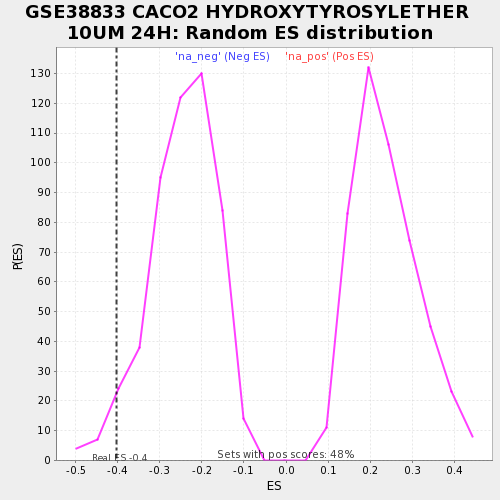 GSE38833 CACO2 HYDROXYTYROSYLETHER
10UM 24H: Random ES distribution
'na_neg' (Neg ES) 'na_pos' (Pos ES)
130
120
110
100
90
80
70
60
50
40
30
20
10
0
P(ES)
Real ES -0.4
Sets with pos scores: 48%
-0.5 -0.4 -0.3 -0.2 -0.1 0.0 0.1 0.2 0.3 0.4
ES